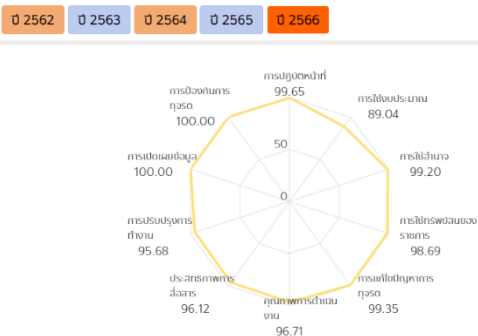 ปี 2562
ปี 2563
ปี 2564
ปี 2565
ปี 2566
การปฏิบัติหน้าที่
99.65
การใช้งบประมาณ
89.04
การใช้อำนาจ
99.20
การใช้ทรัพย์สินของ
ราชการ
98.69
การแก้ไขปัญหาการ
ทุจริต
99.35
คุณภาพการดำเนิน
งาน
96.71
ประสิทธิภาพการ
สื่อสาร
96.12
การปรับปรุงการ
ทำงาน
95.68
การเปิดเผยข้อมูล
100.00
การป้องกันการ
ทุจริต
100.00
50
0